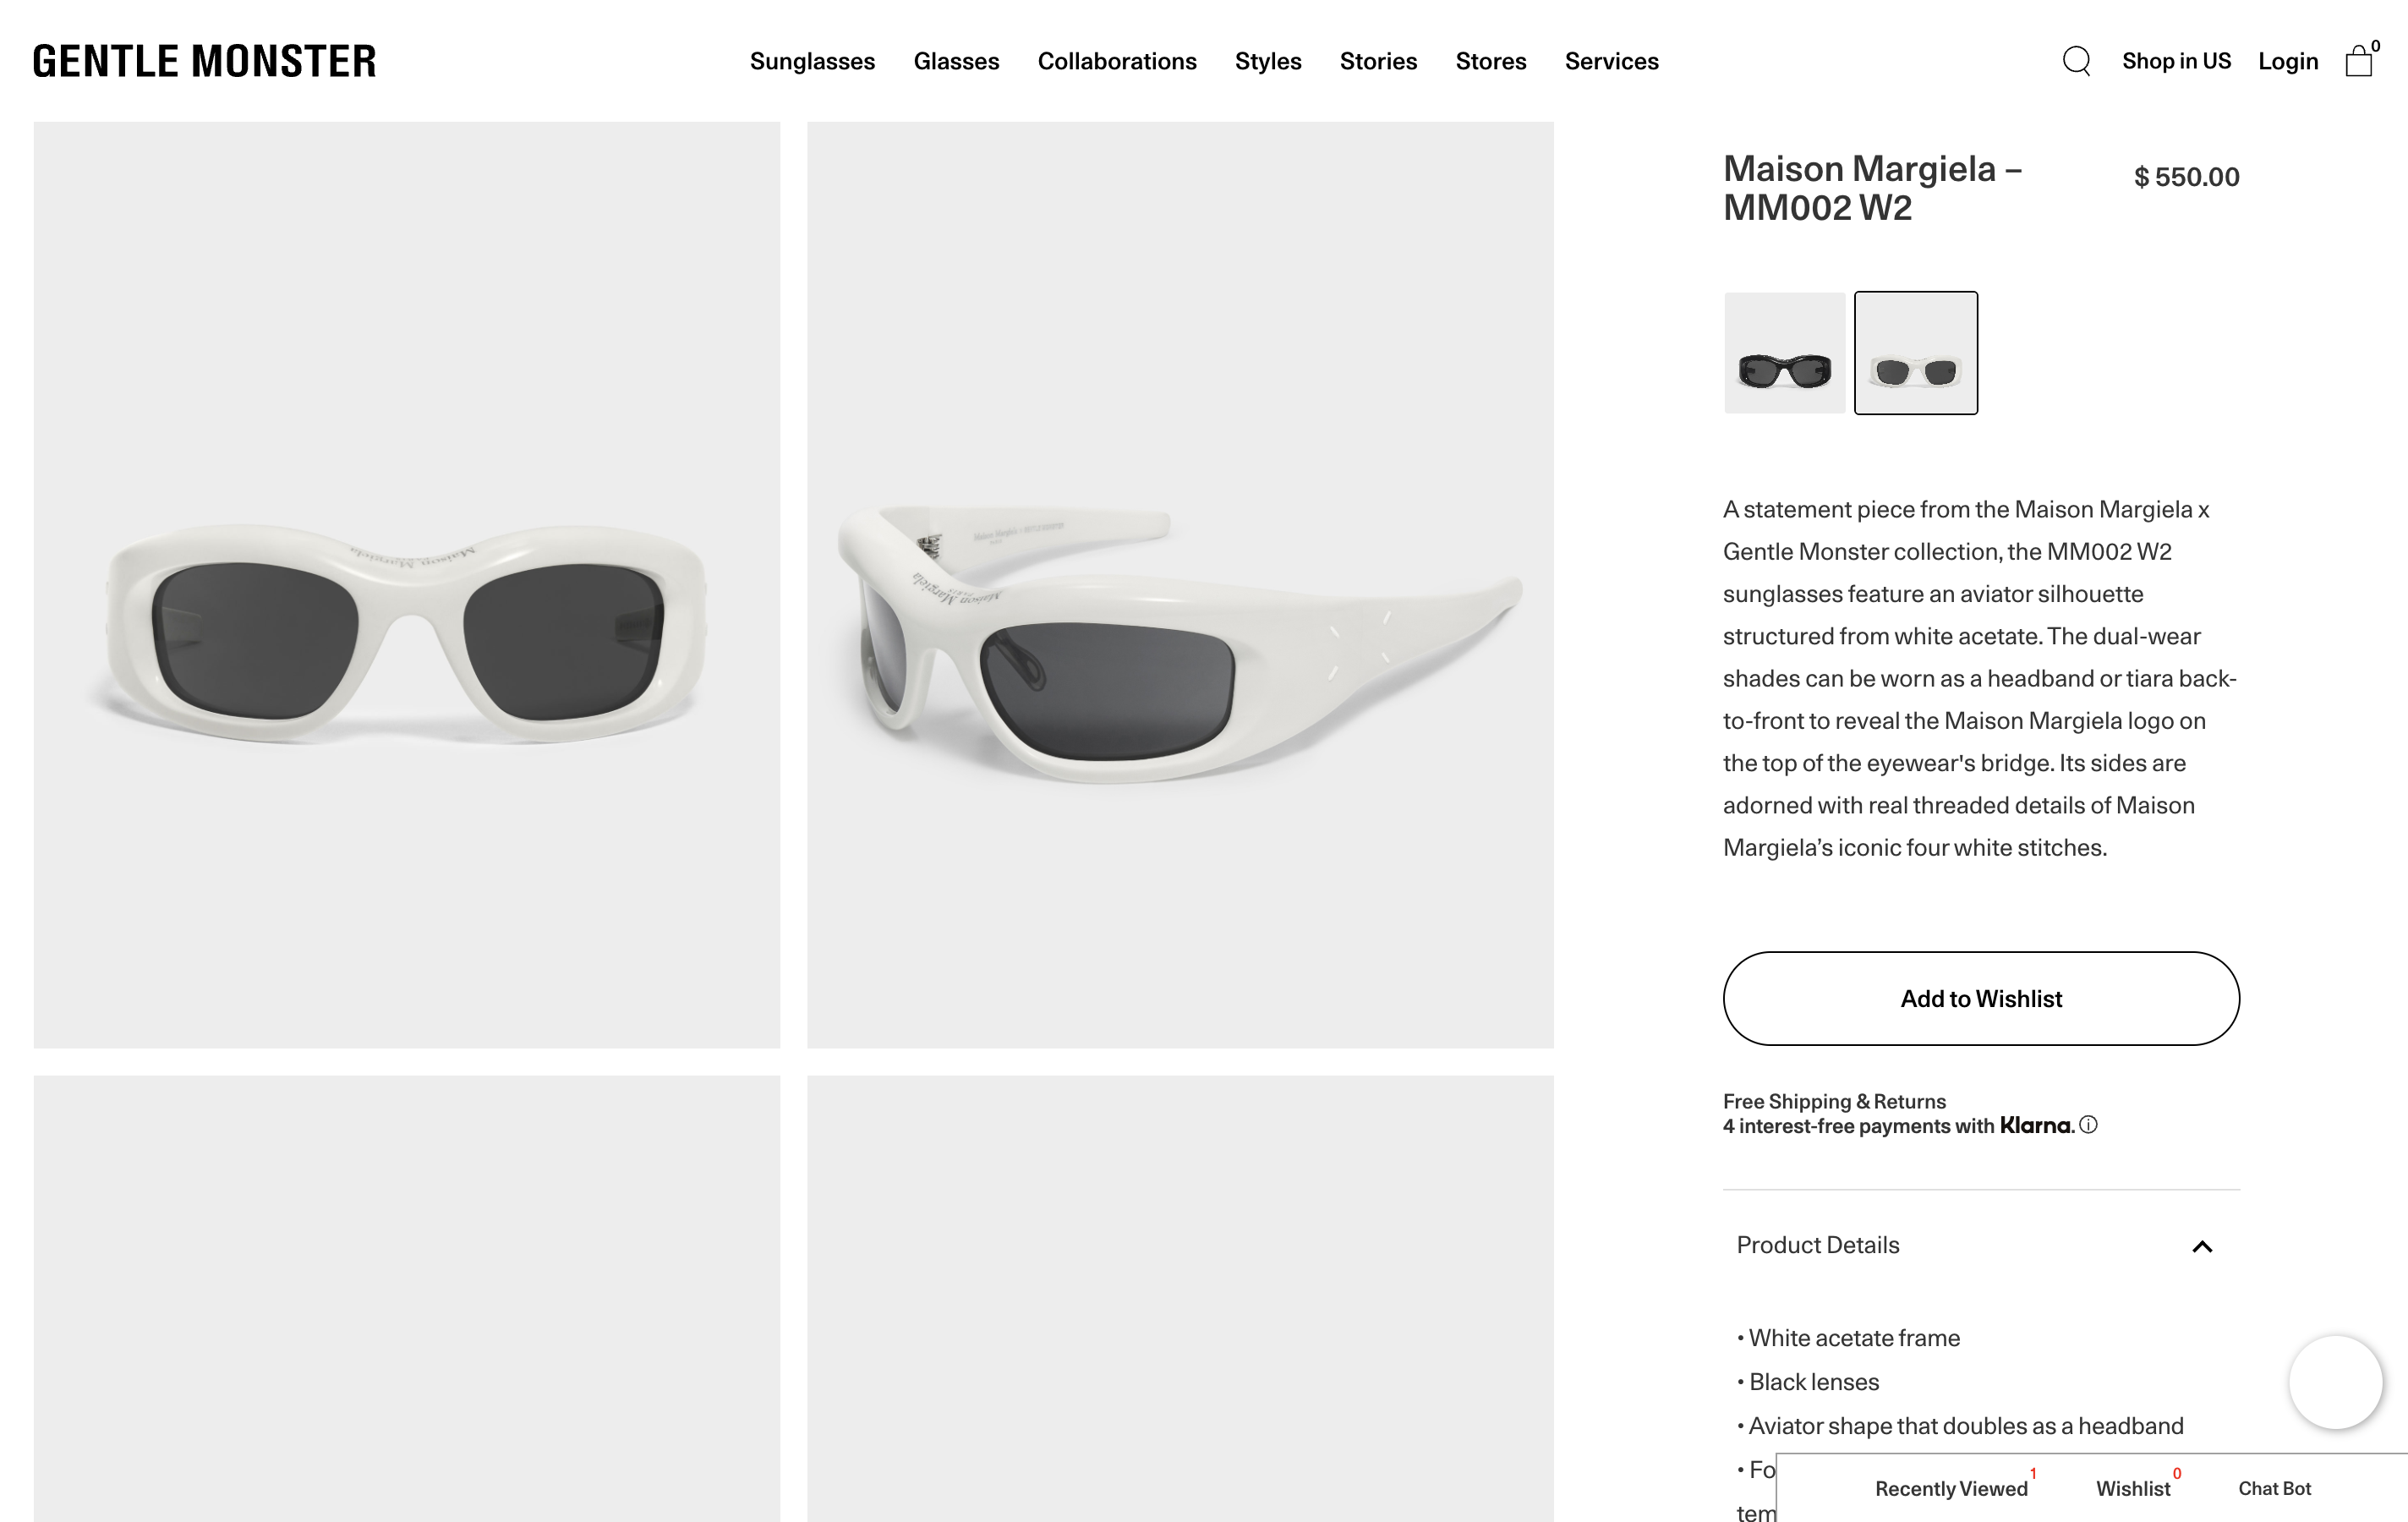 GENTLE MONSTER
Sunglasses Glasses Collaborations Styles Stories Stores Services
Shop in US Login 0
Maison Margiela –
MM002 W2
$ 550.00
Maison Margiela
Maison Margiela
PARIS
A statement piece from the Maison Margiela x
Gentle Monster collection, the MM002 W2
sunglasses feature an aviator silhouette
structured from white acetate. The dual-wear
shades can be worn as a headband or tiara back-
to-front to reveal the Maison Margiela logo on
the top of the eyewear's bridge. Its sides are
adorned with real threaded details of Maison
Margiela’s iconic four white stitches.
Add to Wishlist
Free Shipping & Returns
4 interest-free payments with Klarna.
Product Details
• White acetate frame
• Black lenses
• Aviator shape that doubles as a headband
• Fo
tem
Recently Viewed 1 Wishlist 0 Chat Bot